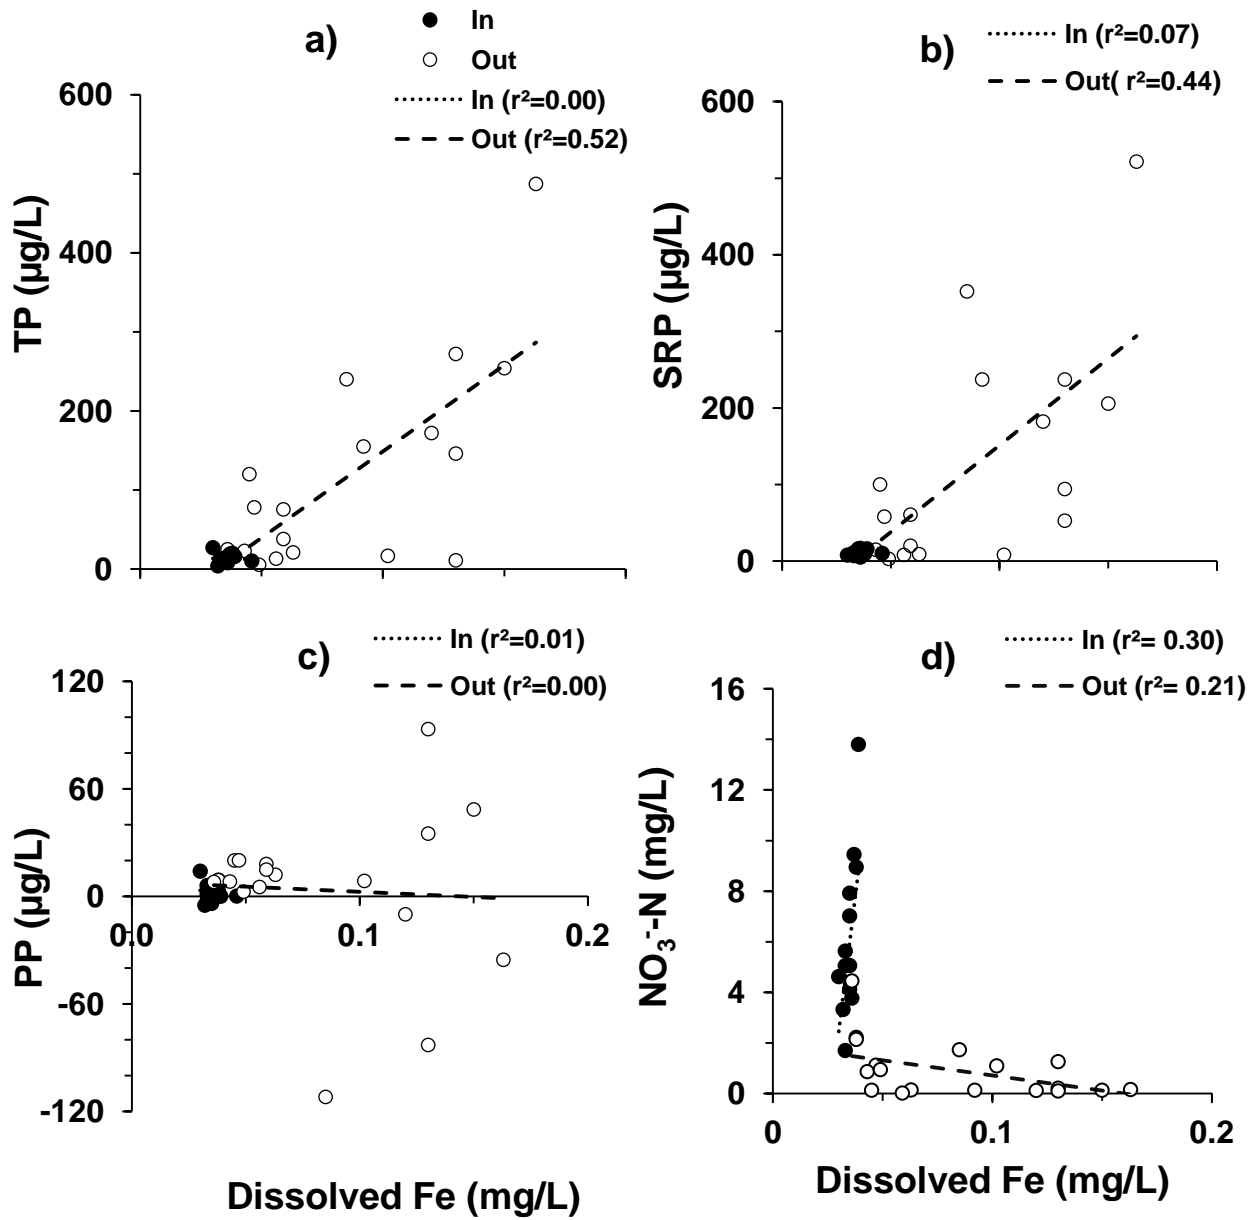 a)
In
Out
In (r²=0.00)
Out (r²=0.52)
600
400
200
0
TP (µg/L)
b)
In (r²=0.07)
Out( r²=0.44)
600
400
200
0
SRP (µg/L)
c)
In (r²=0.01)
Out (r²=0.00)
120
60
0
-60
-120
0.0
0.1
0.2
PP (µg/L)
Dissolved Fe (mg/L)
d)
In (r²= 0.30)
Out (r²= 0.21)
16
12
8
4
0
0
0.1
0.2
NO₃⁻-N (mg/L)
Dissolved Fe (mg/L)